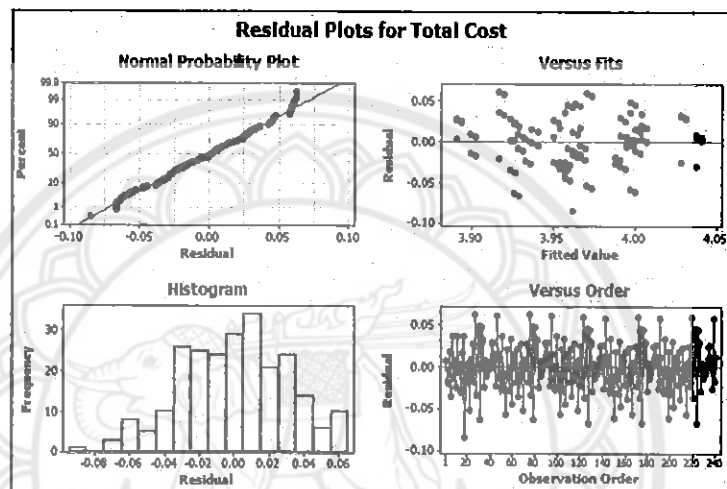 Residual Plots for Total Cost
Normal Probability Plot
Versus Fits
99.9
99
90
50
10
1
0.1
Percent
-0.10 -0.05 0.00 0.05 0.10
Residual
0.05
0.00
-0.05
-0.10
Residual
3.90 3.95 4.00 4.05
Fitted Value
Histogram
Versus Order
30
20
10
0
Frequency
-0.08 -0.06 -0.04 -0.02 0.00 0.02 0.04 0.06
Residual
0.05
0.00
-0.05
-0.10
Residual
1 20 40 60 80 100 120 140 160 180 200 220 240
Observation Order